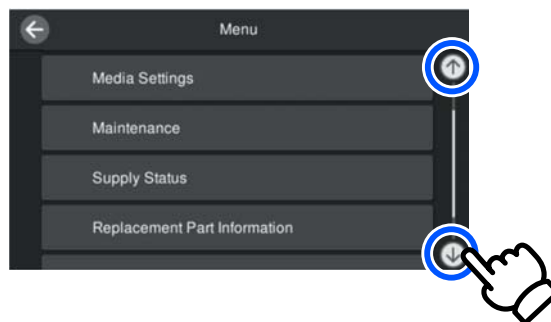 Menu
Media Settings
Maintenance
Supply Status
Replacement Part Information